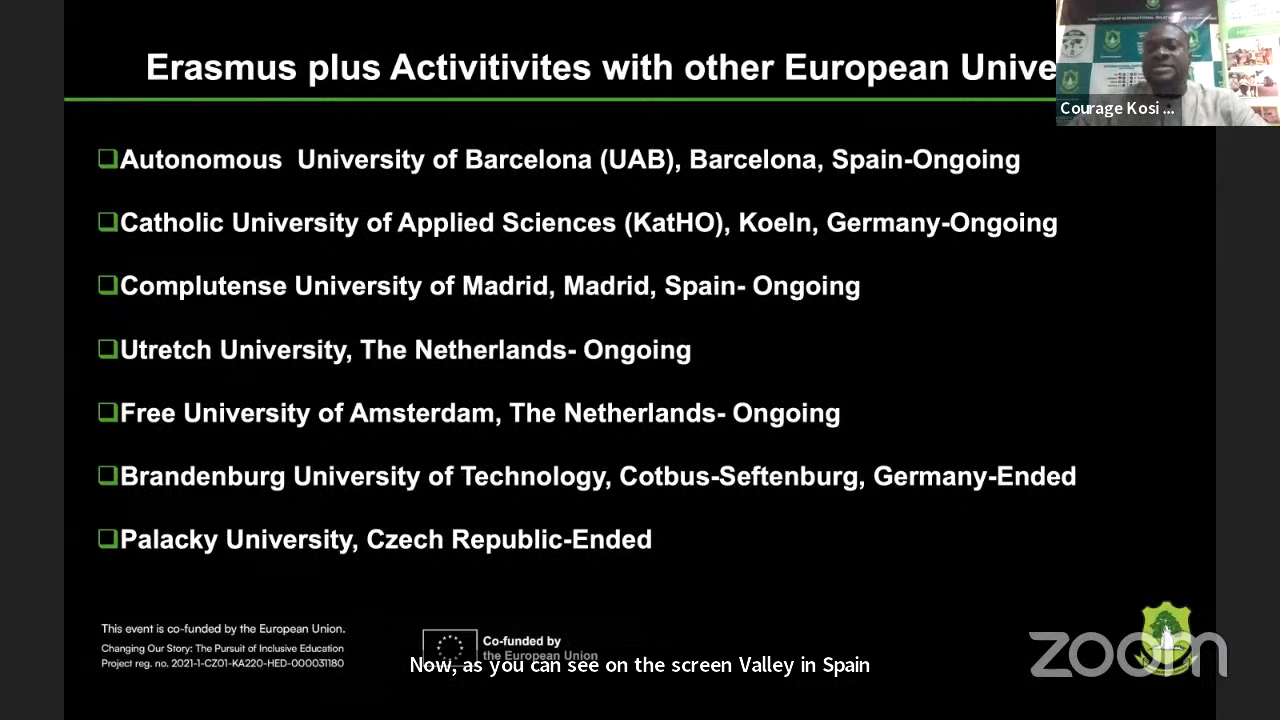 Erasmus plus Activitivites with other European Unive
Courage Kosi ...
❑Autonomous University of Barcelona (UAB), Barcelona, Spain-Ongoing
❑Catholic University of Applied Sciences (KatHO), Koeln, Germany-Ongoing
❑Complutense University of Madrid, Madrid, Spain- Ongoing
❑Utretch University, The Netherlands- Ongoing
❑Free University of Amsterdam, The Netherlands- Ongoing
❑Brandenburg University of Technology, Cotbus-Seftenburg, Germany-Ended
❑Palacky University, Czech Republic-Ended
This event is co-funded by the European Union.
Changing Our Story: The Pursuit of Inclusive Education
Project reg. no. 2021-1-CZ01-KA220-HED-000031180
Co-funded by
the European Union
Now, as you can see on the screen Valley in Spain
zoom